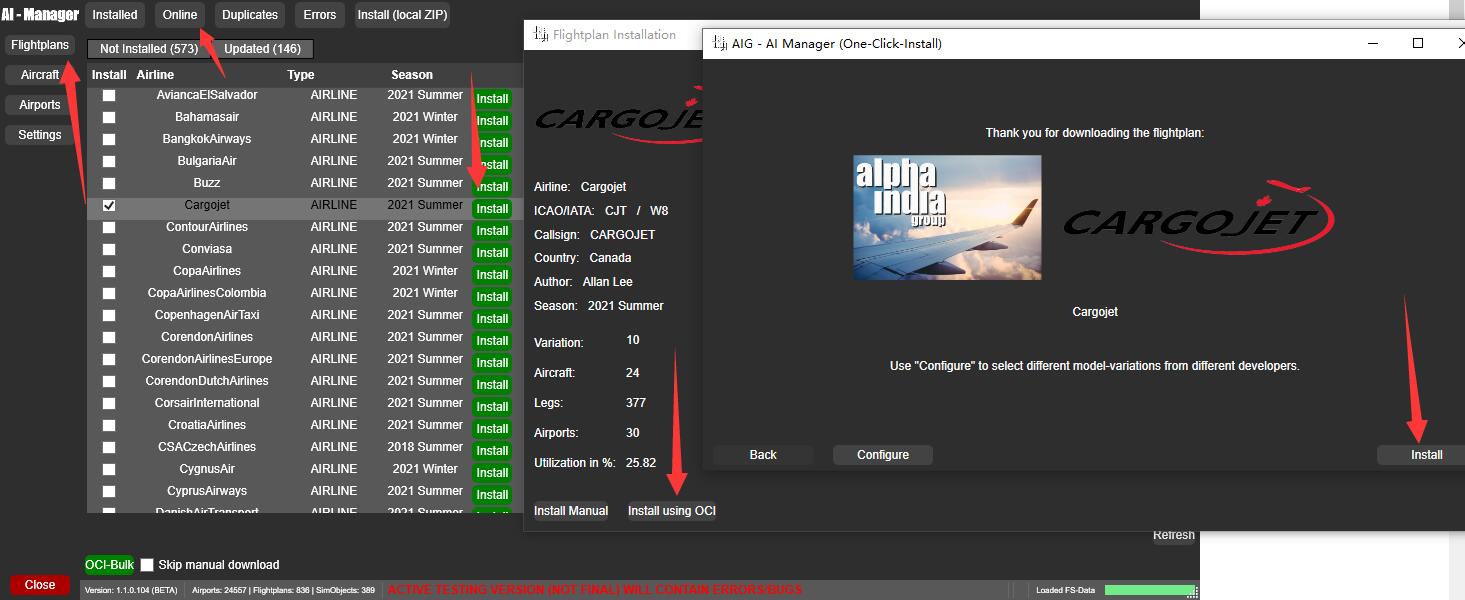 AI - Manager Installed Online Duplicates Errors Install (local ZIP)
Flightplans
Aircraft
Airports
Settings
Not Installed (573) Updated (146)
Install Airline Type Season
AviancaElSalvador AIRLINE 2021 Summer Install
Bahamasair AIRLINE 2021 Winter Install
BangkokAirways AIRLINE 2021 Summer Install
BulgariaAir AIRLINE 2021 Summer Install
Buzz AIRLINE 2021 Summer Install
Cargojet AIRLINE 2021 Summer Install
ContourAirlines AIRLINE 2021 Summer Install
Conviasa AIRLINE 2021 Summer Install
CopaAirlines AIRLINE 2021 Winter Install
CopaAirlinesColombia AIRLINE 2021 Winter Install
CopenhagenAirTaxi AIRLINE 2021 Summer Install
CorendonAirlines AIRLINE 2021 Summer Install
CorendonAirlinesEurope AIRLINE 2021 Summer Install
CorendonDutchAirlines AIRLINE 2021 Summer Install
CorsairInternational AIRLINE 2021 Summer Install
CroatiaAirlines AIRLINE 2021 Summer Install
CSACzechAirlines AIRLINE 2018 Summer Install
CygnusAir AIRLINE 2021 Winter Install
CyprusAirways AIRLINE 2021 Summer Install
DanishAirTransport AIRLINE 2021 Summer
OCI-Bulk Skip manual download
Close
Version: 1.1.0.104 (BETA) Airports: 24557 | Flightplans: 836 | SimObjects: 389 ACTIVE TESTING VERSION (NOT FINAL) WILL CONTAIN ERRORS/BUGS Loaded FS-Data
Refresh
Flightplan Installation
CARGOJE
Airline: Cargojet
ICAO/IATA: CJT / W8
Callsign: CARGOJET
Country: Canada
Author: Allan Lee
Season: 2021 Summer
Variation: 10
Aircraft: 24
Legs: 377
Airports: 30
Utilization in %: 25.82
Install Manual Install using OCI
AIG - AI Manager (One-Click-Install)
Thank you for downloading the flightplan:
alpha
india
group
CARGOJET
Cargojet
Use "Configure" to select different model-variations from different developers.
Back Configure Install